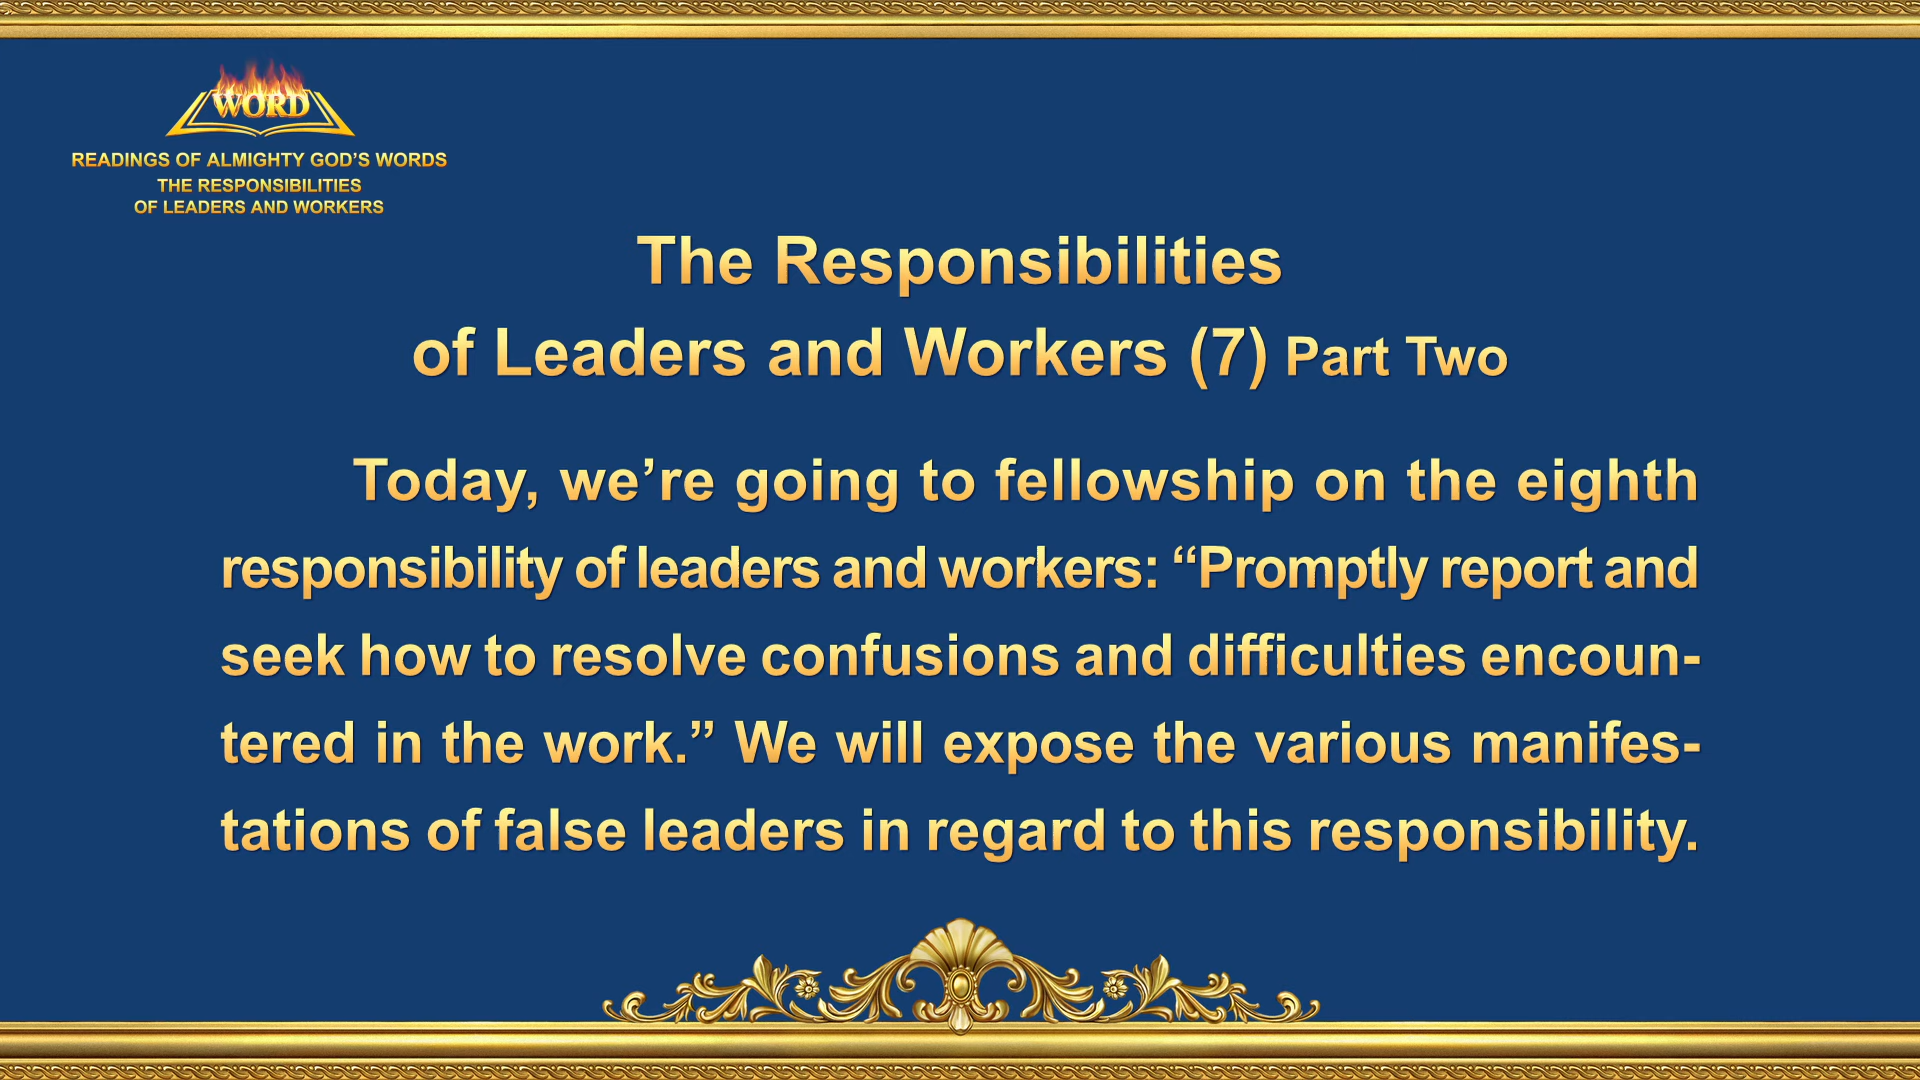 WORD
READINGS OF ALMIGHTY GOD’S WORDS
THE RESPONSIBILITIES
OF LEADERS AND WORKERS
The Responsibilities
of Leaders and Workers (7) Part Two
Today, we’re going to fellowship on the eighth
responsibility of leaders and workers: “Promptly report and
seek how to resolve confusions and difficulties encoun-
tered in the work.” We will expose the various manifes-
tations of false leaders in regard to this responsibility.